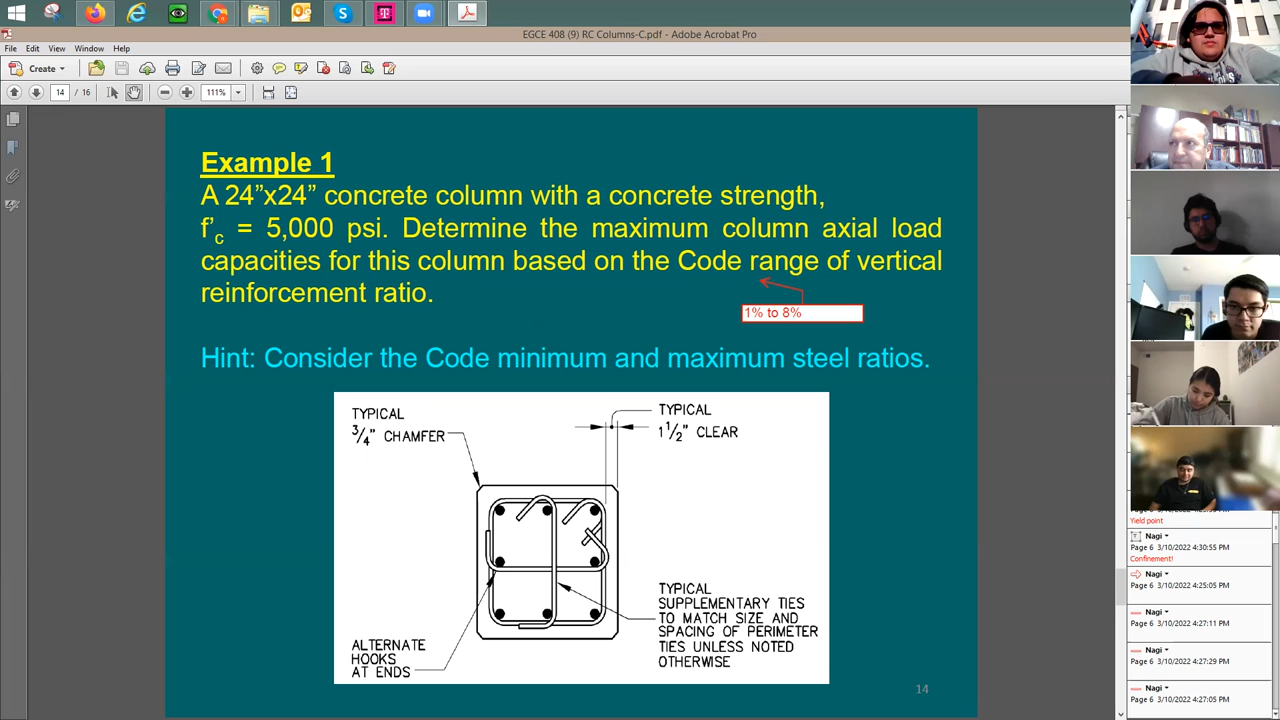 EGCE 408 (9) RC Columns-C.pdf - Adobe Acrobat Pro
File Edit View Window Help
Create
14 / 16 111%
Example 1
A 24”x24” concrete column with a concrete strength,
f’c = 5,000 psi. Determine the maximum column axial load
capacities for this column based on the Code range of vertical
reinforcement ratio.
1% to 8%
Hint: Consider the Code minimum and maximum steel ratios.
TYPICAL
3/4" CHAMFER
TYPICAL
1 1/2" CLEAR
ALTERNATE
HOOKS
AT ENDS
TYPICAL
SUPPLEMENTARY TIES
TO MATCH SIZE AND
SPACING OF PERIMETER
TIES UNLESS NOTED
OTHERWISE
14
Yield point
Nagi
Page 6 3/10/2022 4:30:55 PM
Confinement!
Nagi
Page 6 3/10/2022 4:25:05 PM
Nagi
Page 6 3/10/2022 4:27:11 PM
Nagi
Page 6 3/10/2022 4:27:29 PM
Nagi
Page 6 3/10/2022 4:27:05 PM